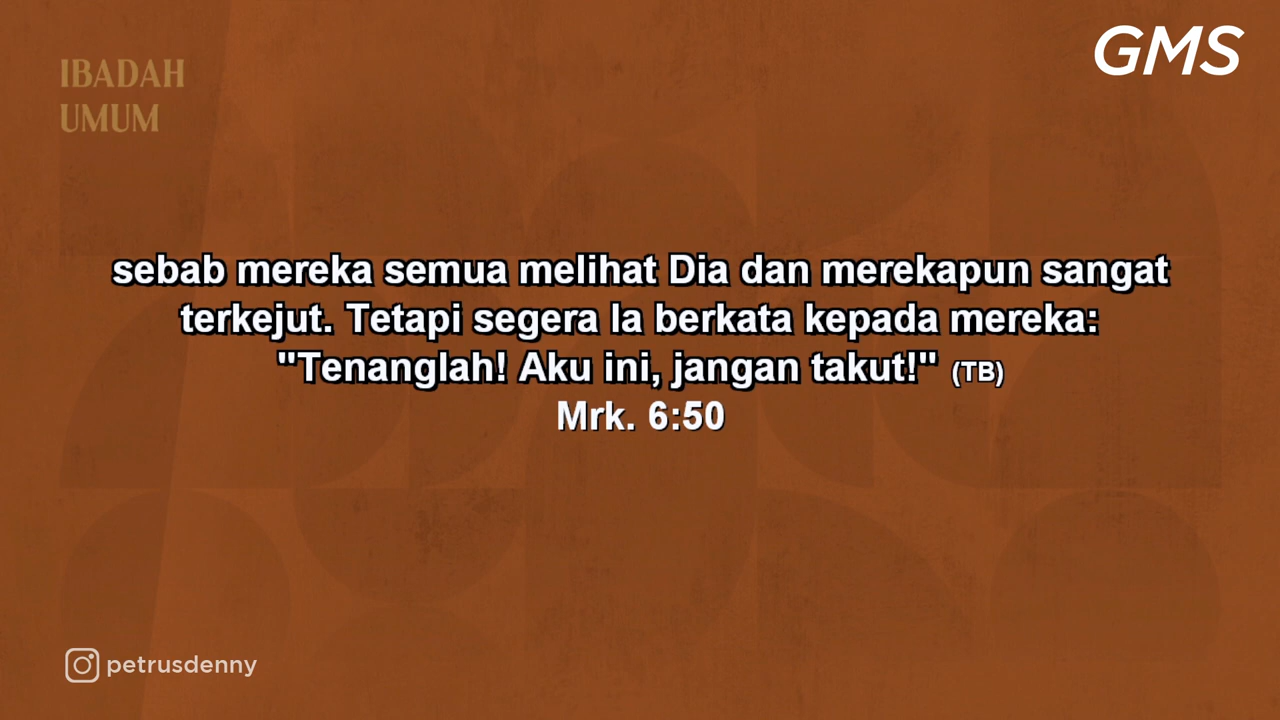 IBADAH
UMUM
GMS
sebab mereka semua melihat Dia dan merekapun sangat
terkejut. Tetapi segera Ia berkata kepada mereka:
"Tenanglah! Aku ini, jangan takut!" (TB)
Mrk. 6:50
petrusdenny